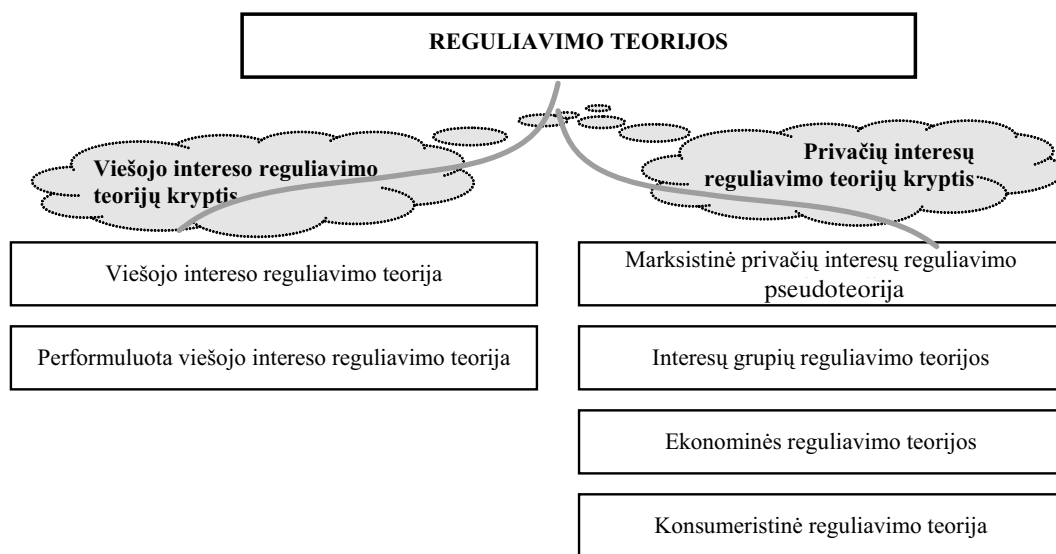 REGULIAVIMO TEORIJOS
Viešojo intereso reguliavimo
teorijų kryptis
Privačių interesų
reguliavimo teorijų kryptis
Viešojo intereso reguliavimo teorija
Performuluota viešojo intereso reguliavimo teorija
Marksistinė privačių interesų reguliavimo
pseudoteorija
Interesų grupių reguliavimo teorijos
Ekonominės reguliavimo teorijos
Konsumeristinė reguliavimo teorija